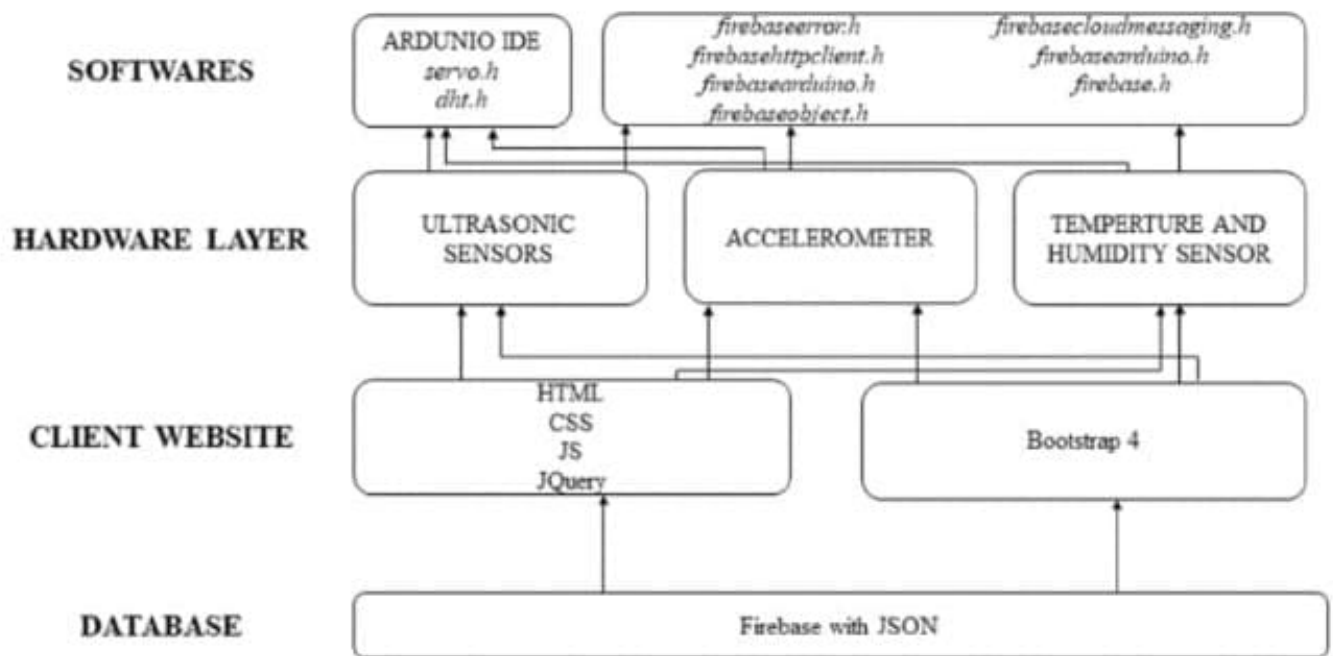 SOFTWARES
ARDUNIO IDE
servo.h
dht.h
firebaseerror.h
firebasehttpclient.h
firebasearduino.h
firebaseobject.h
firebasecloudmessaging.h
firebasearduino.h
firebase.h
HARDWARE LAYER
ULTRASONIC
SENSORS
ACCELEROMETER
TEMPERTURE AND
HUMIDITY SENSOR
CLIENT WEBSITE
HTML
CSS
JS
JQuery
Bootstrap 4
DATABASE
Firebase with JSON